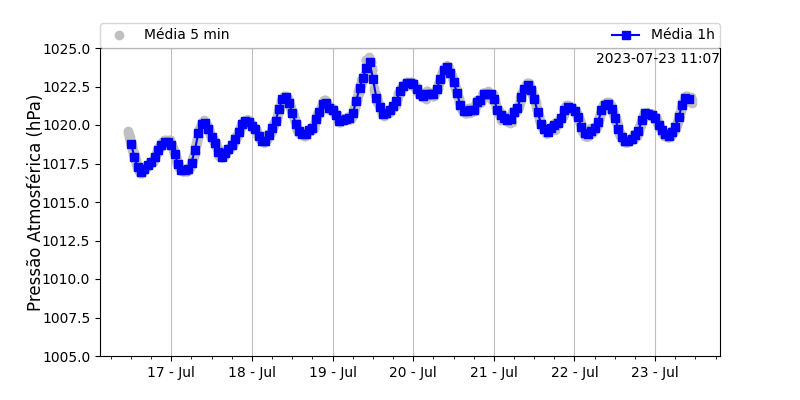 Média 5 min
Média 1h
2023-07-23 11:07
Pressão Atmosférica (hPa)
1025.0
1022.5
1020.0
1017.5
1015.0
1012.5
1010.0
1007.5
1005.0
17 - Jul
18 - Jul
19 - Jul
20 - Jul
21 - Jul
22 - Jul
23 - Jul